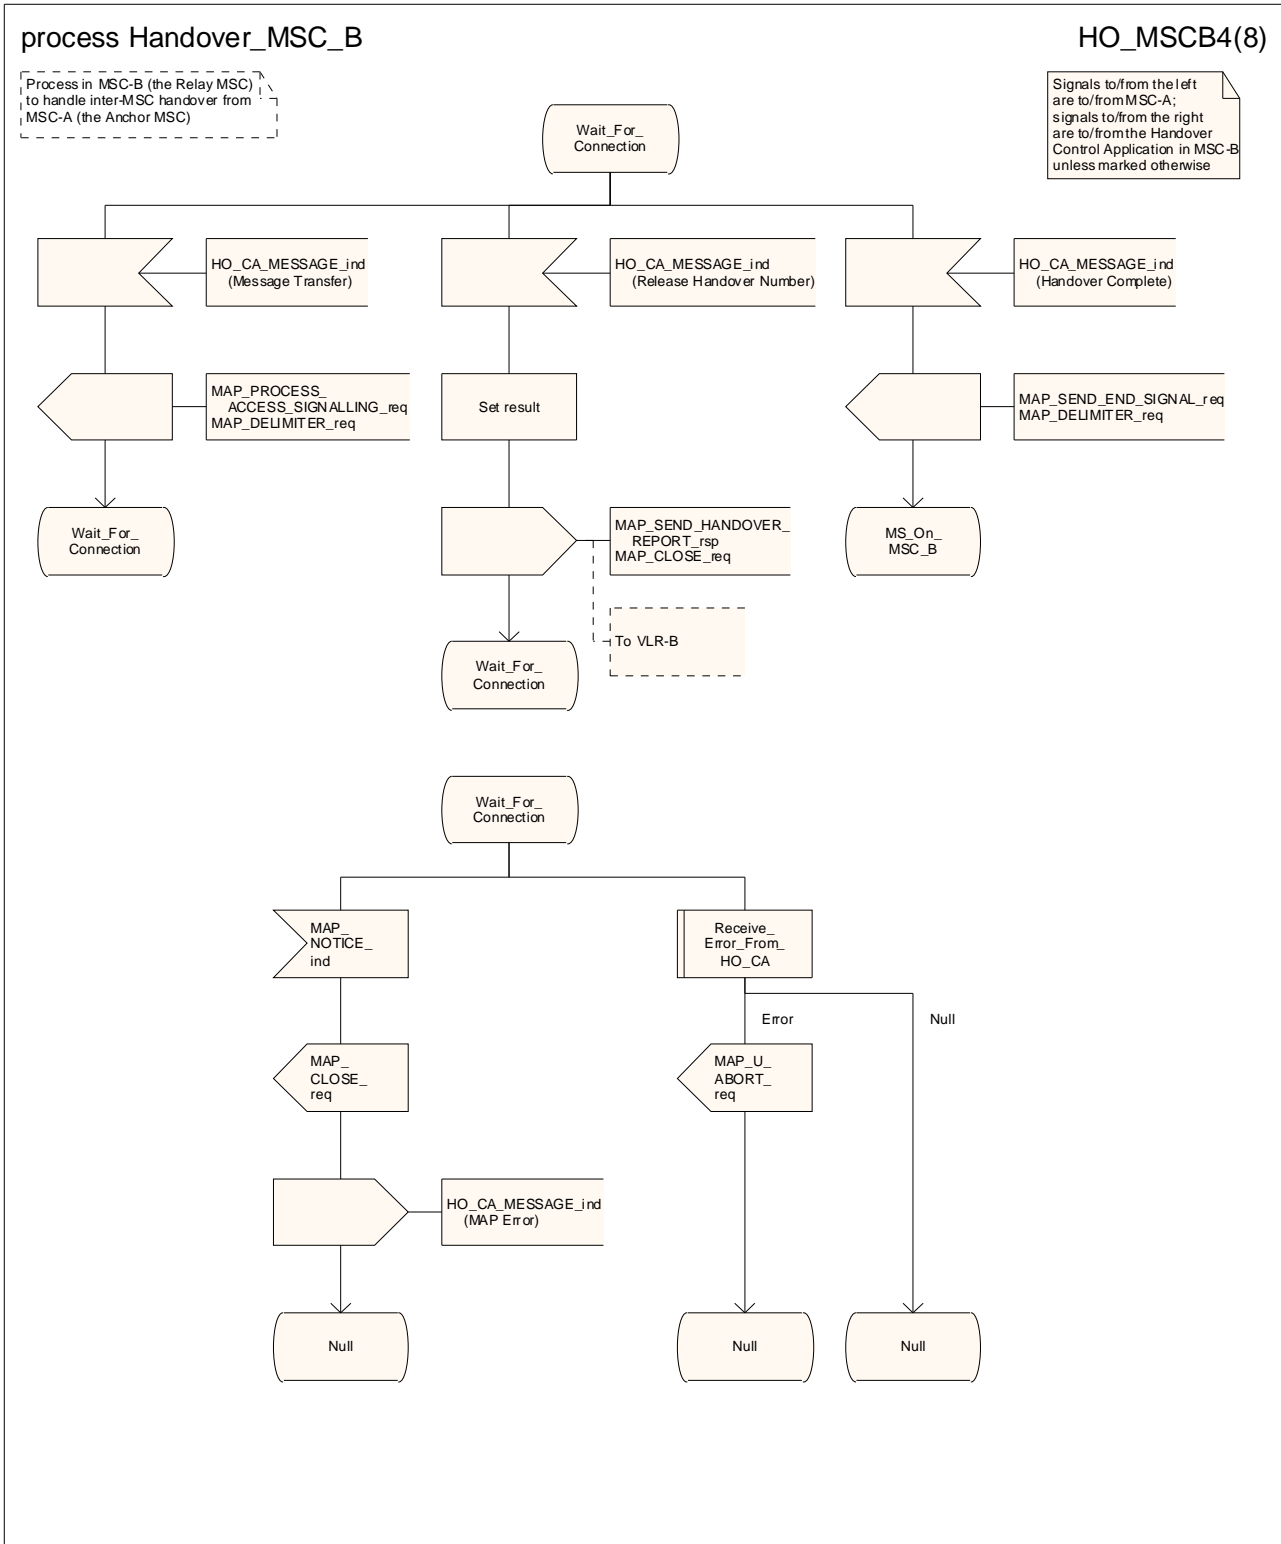 process Handover_MSC_B
HO_MSCB4(8)
Process in MSC-B (the Relay MSC)
to handle inter-MSC handover from
MSC-A (the Anchor MSC)
Signals to/from the left
are to/from MSC-A;
signals to/from the right
are to/from the Handover
Control Application in MSC-B
unless marked otherwise
Wait_For_
Connection
HO_CA_MESSAGE_ind
(Message Transfer)
HO_CA_MESSAGE_ind
(Release Handover Number)
HO_CA_MESSAGE_ind
(Handover Complete)
MAP_PROCESS_
ACCESS_SIGNALLING_req
MAP_DELIMITER_req
Set result
MAP_SEND_END_SIGNAL_req
MAP_DELIMITER_req
Wait_For_
Connection
MAP_SEND_HANDOVER_
REPORT_rsp
MAP_CLOSE_req
MS_On_
MSC_B
To VLR-B
Wait_For_
Connection
Wait_For_
Connection
MAP_
NOTICE_
ind
Receive_
Error_From_
HO_CA
Error
Null
MAP_
CLOSE_
req
MAP_U_
ABORT_
req
HO_CA_MESSAGE_ind
(MAP Error)
Null
Null
Null